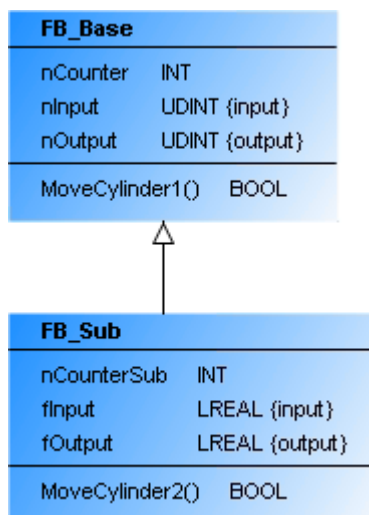 FB_Base
nCounter INT
nInput UDINT {input}
nOutput UDINT {output}
MoveCylinder1() BOOL
FB_Sub
nCounterSub INT
fInput LREAL {input}
fOutput LREAL {output}
MoveCylinder2() BOOL